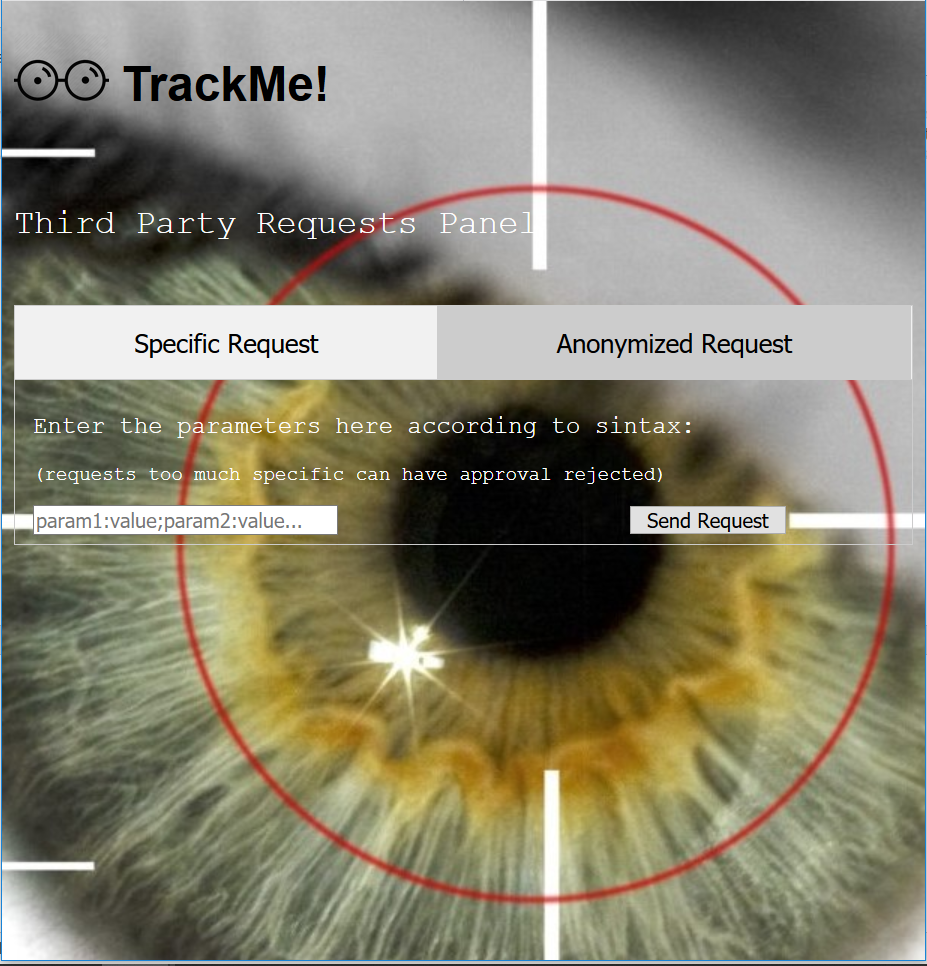 TrackMe!
Third Party Requests Panel
Specific Request Anonymized Request
Enter the parameters here according to sintax:
(requests too much specific can have approval rejected)
param1:value;param2:value... Send Request